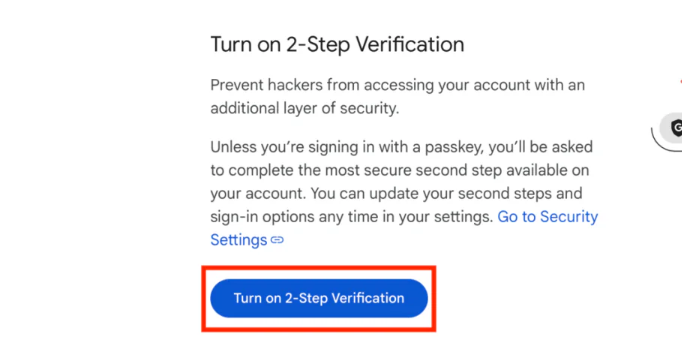 Turn on 2-Step Verification
Prevent hackers from accessing your account with an
additional layer of security.
Unless you're signing in with a passkey, you'll be asked
to complete the most secure second step available on
your account. You can update your second steps and
sign-in options any time in your settings. Go to Security
Settings
Turn on 2-Step Verification
G